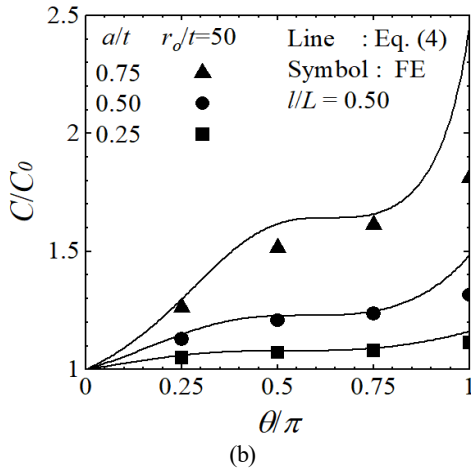 a/t r_o/t=50 Line : Eq. (4)
0.75 ▲ Symbol : FE
0.50 ● l/L = 0.50
0.25 ■
C/C_0
2.5
2
1.5
1
0 0.25 0.5 0.75 1
θ/π
(b)